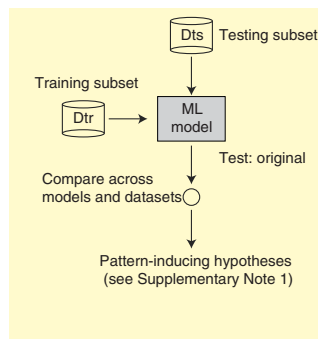 Dts
Testing subset
Training subset
Dtr
ML
model
Test: original
Compare across
models and datasets
Pattern-inducing hypotheses
(see Supplementary Note 1)